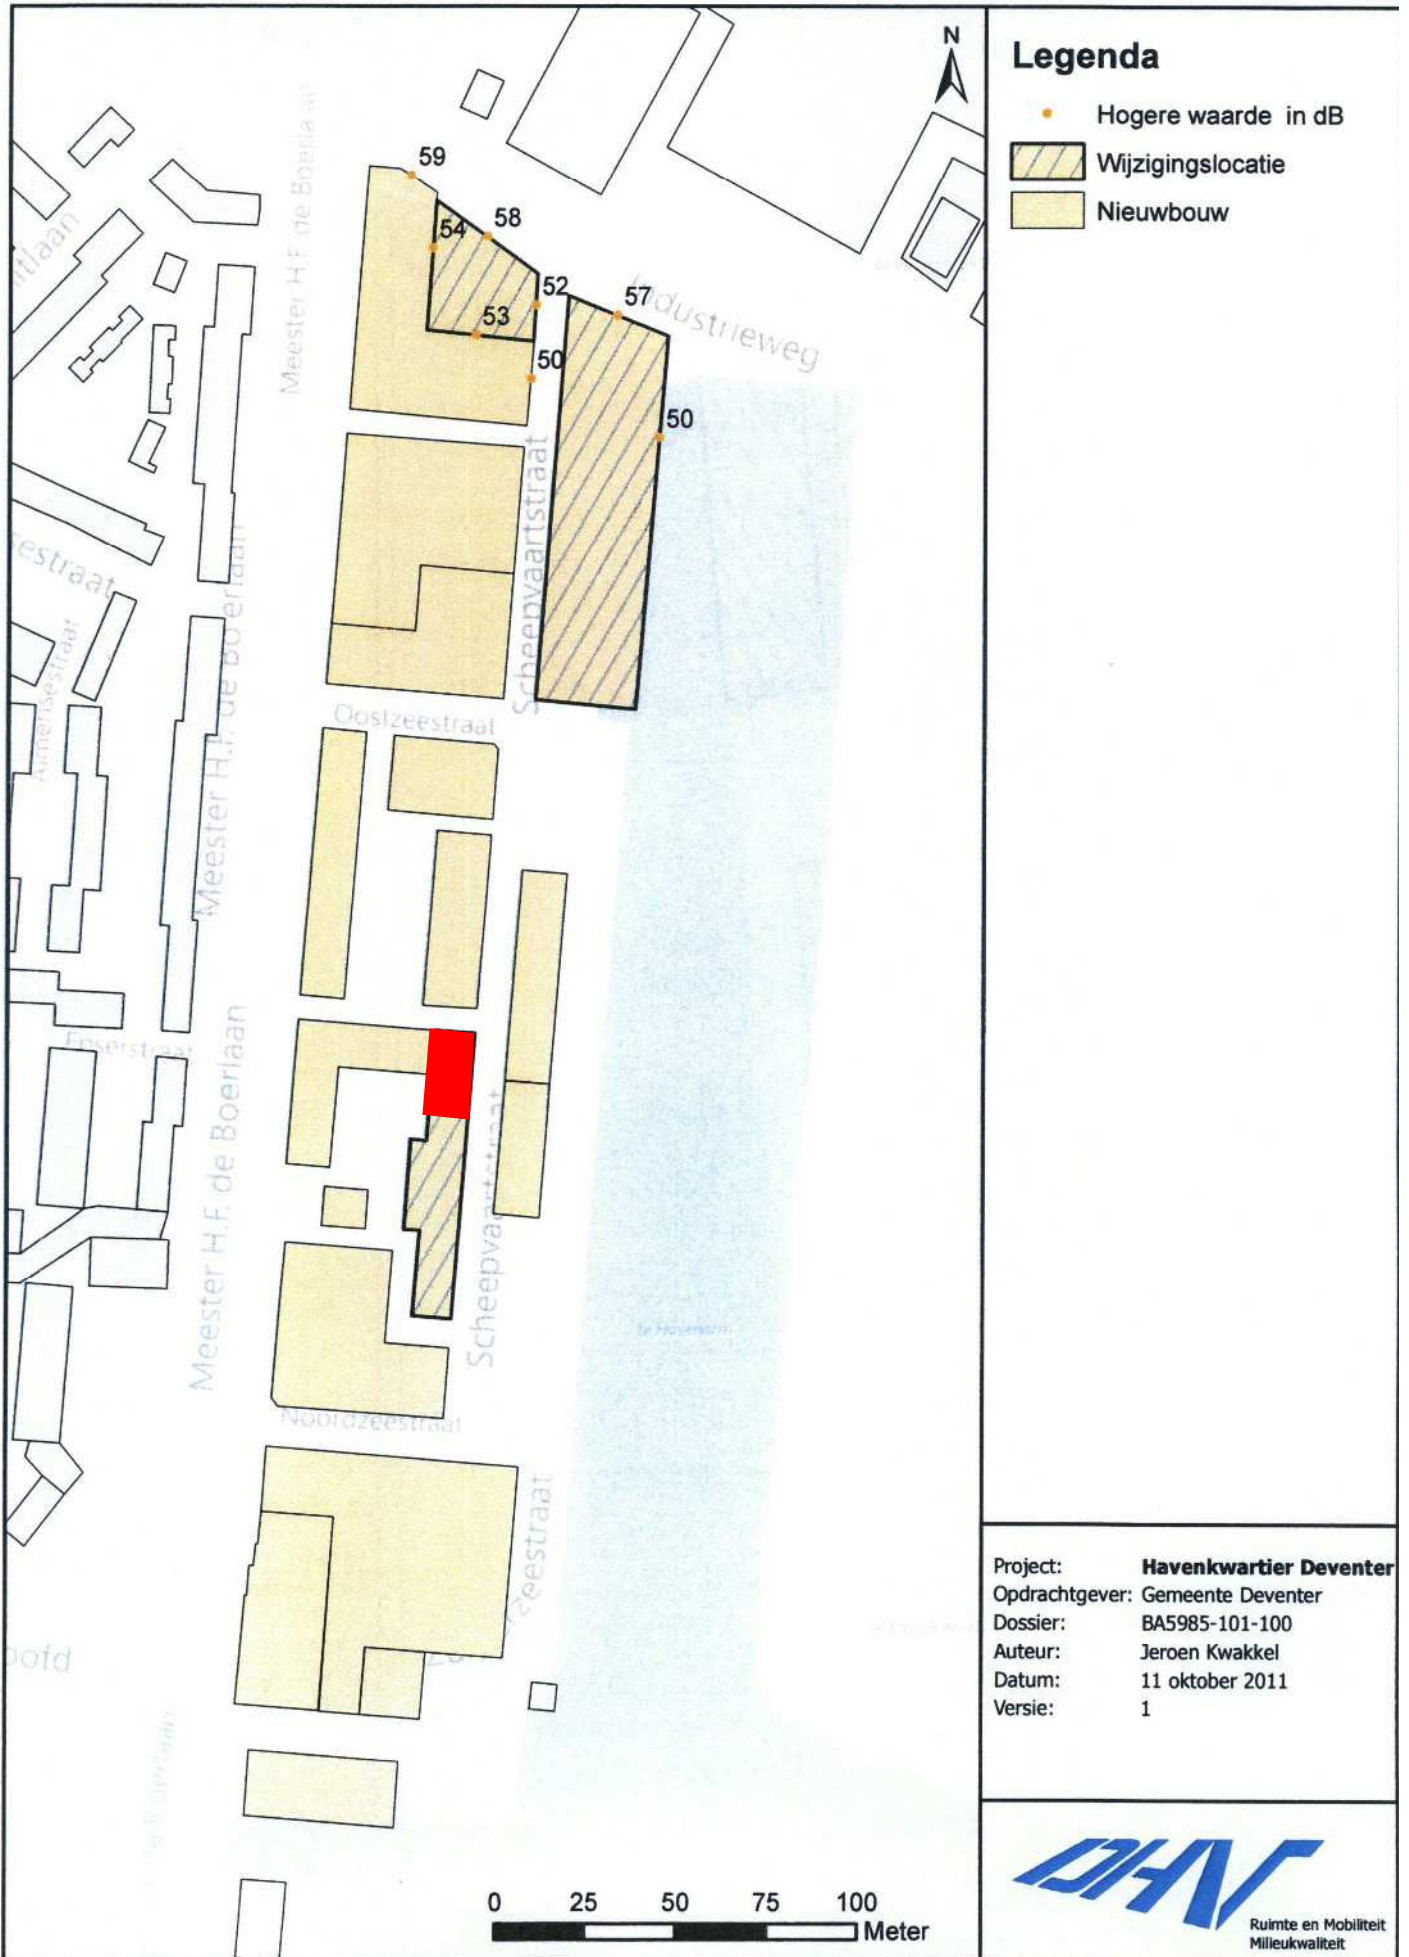 N
Legenda
Hogere waarde in dB
Wijzigingslocatie
Nieuwbouw
59
58
54
52
57
53
50
50
Industrieweg
Meester H.F. de Boerlaan
Scheepvaartstraat
Oostzeestraat
Meester H.F. de Boerlaan
Epserstraat
Meester H.F. de Boerlaan
Scheepvaartstraat
Noordzeestraat
zeestraat
0 25 50 75 100
Meter
Project: Havenkwartier Deventer
Opdrachtgever: Gemeente Deventer
Dossier: BA5985-101-100
Auteur: Jeroen Kwakkel
Datum: 11 oktober 2011
Versie: 1
DHV
Ruimte en Mobiliteit
Milieukwaliteit